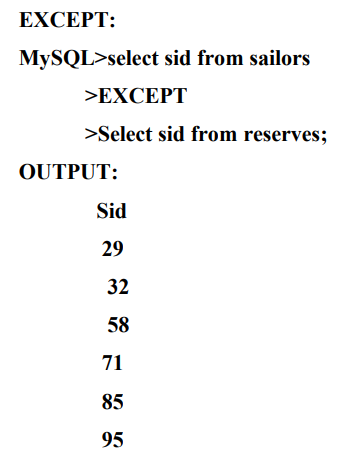 EXCEPT:
MySQL>select sid from sailors
>EXCEPT
>Select sid from reserves;
OUTPUT:
Sid
29
32
58
71
85
95